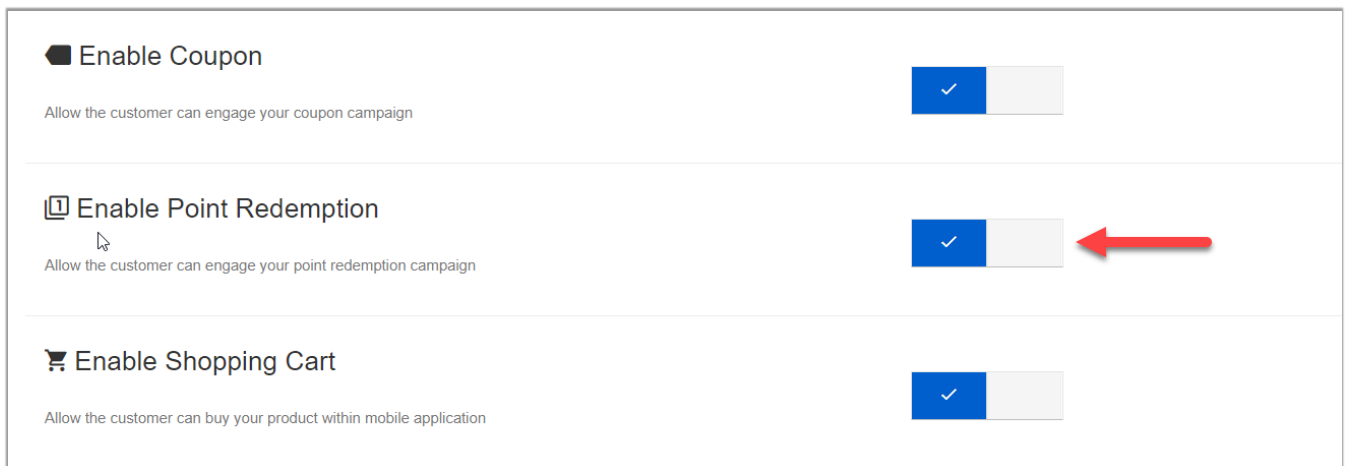 Enable Coupon
Allow the customer can engage your coupon campaign
1 Enable Point Redemption
Allow the customer can engage your point redemption campaign
Enable Shopping Cart
Allow the customer can buy your product within mobile application